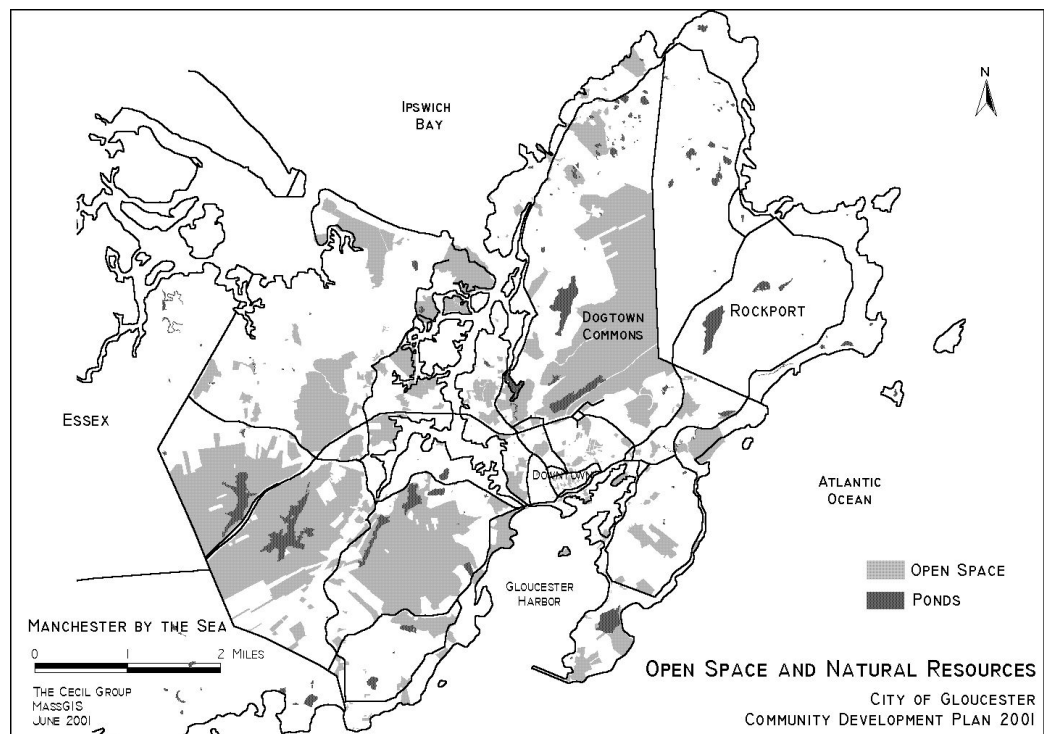 N
IPSWICH
BAY
DOGTOWN
COMMONS
ROCKPORT
ESSEX
DOWNTOWN
ATLANTIC
OCEAN
GLOUCESTER
HARBOR
OPEN SPACE
PONDS
MANCHESTER BY THE SEA
0 1 2 MILES
THE CECIL GROUP
MASSGIS
JUNE 2001
OPEN SPACE AND NATURAL RESOURCES
CITY OF GLOUCESTER
COMMUNITY DEVELOPMENT PLAN 2001